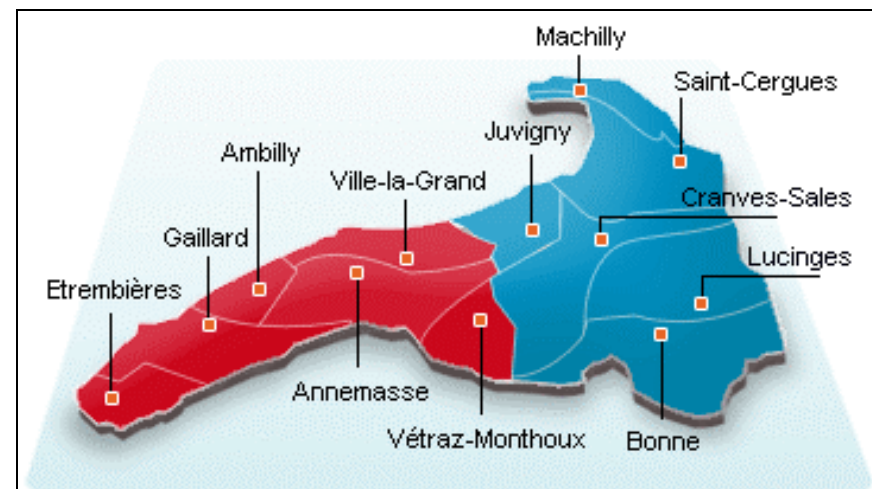 Machilly
Saint-Cergues
Juvigny
Ambilly
Ville-la-Grand
Cranves-Sales
Gaillard
Lucinges
Etrembières
Annemasse
Vétraz-Monthoux
Bonne